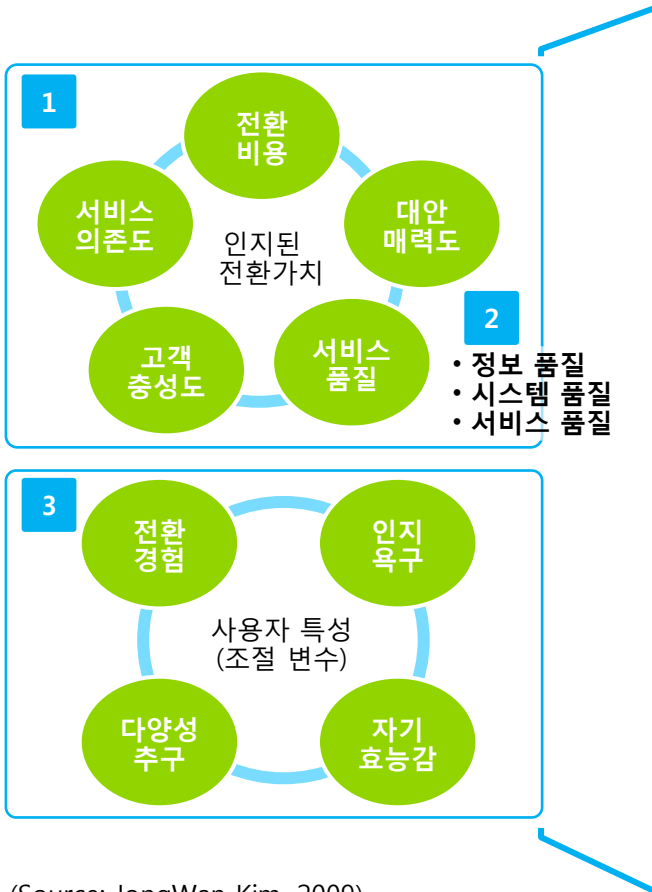 1
전환
비용
서비스
의존도
대안
매력도
인지된
전환가치
고객
충성도
서비스
품질
2
• 정보 품질
• 시스템 품질
• 서비스 품질
3
전환
경험
인지
욕구
사용자 특성
(조절 변수)
다양성
추구
자기
효능감
(Source: JongWan Kim, 2009)